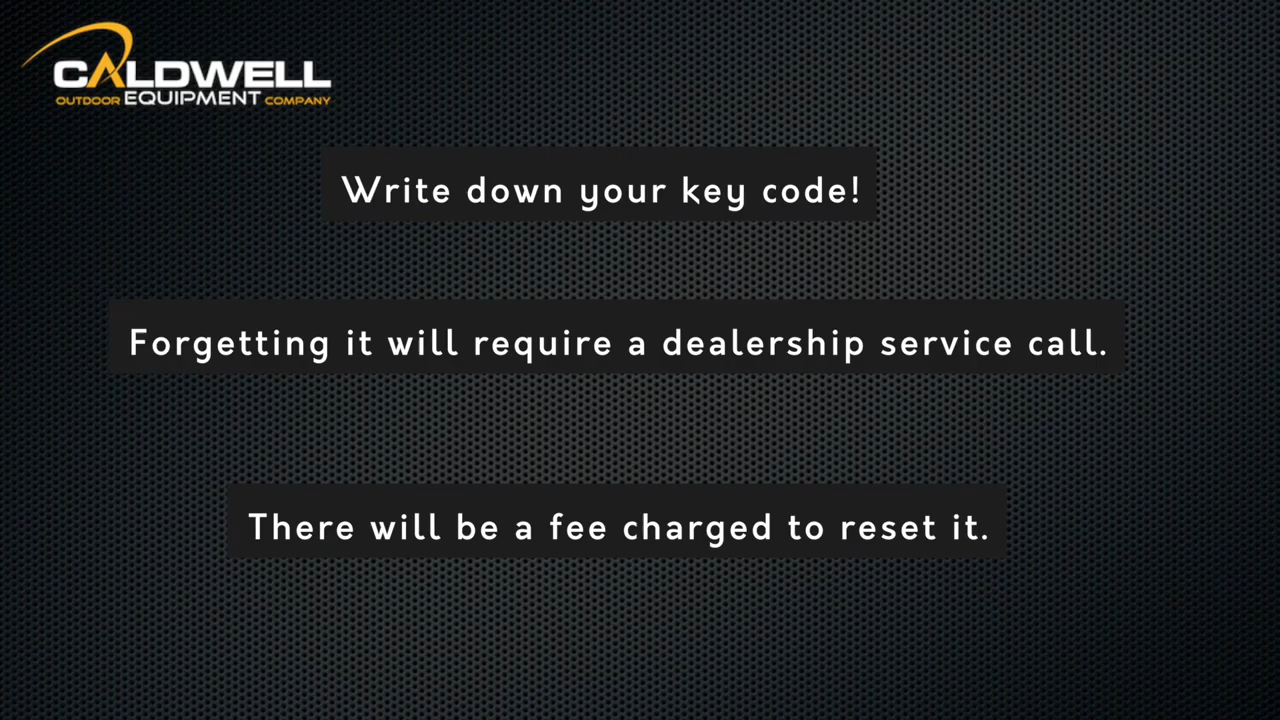 CALDWELL
OUTDOOR EQUIPMENT COMPANY
Write down your key code!
Forgetting it will require a dealership service call.
There will be a fee charged to reset it.